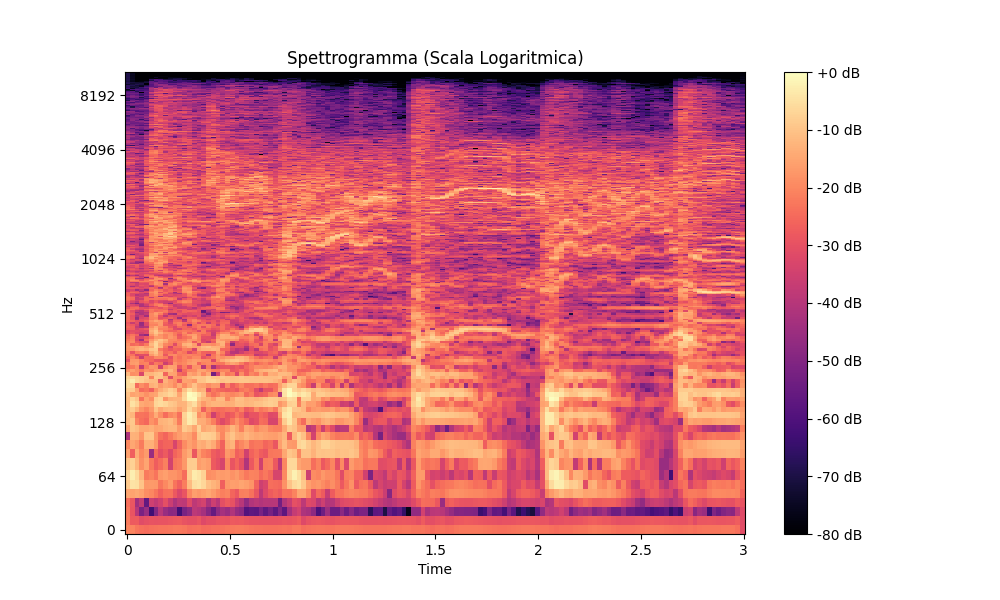 Spettrogramma (Scala Logaritmica)
Hz
8192
4096
2048
1024
512
256
128
64
0
0
0.5
1
1.5
2
2.5
3
Time
+0 dB
-10 dB
-20 dB
-30 dB
-40 dB
-50 dB
-60 dB
-70 dB
-80 dB